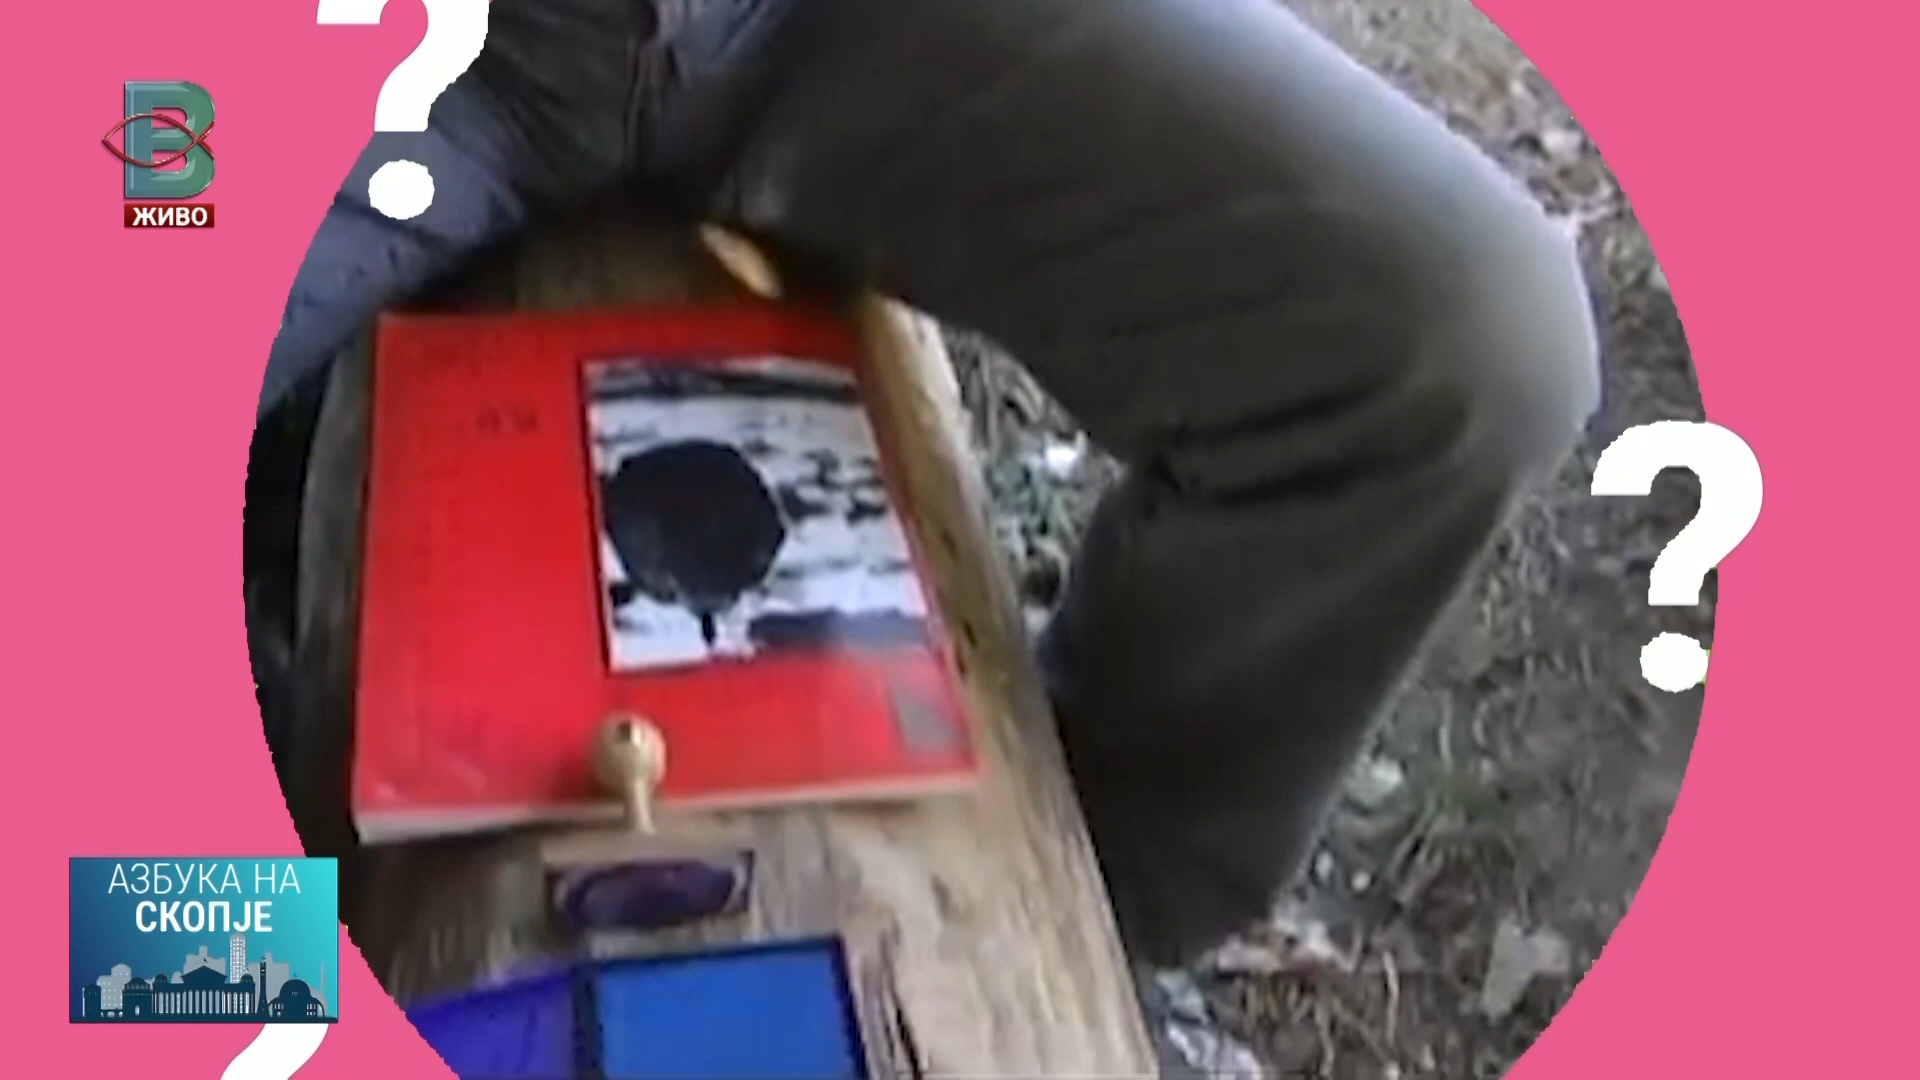 ?
В
ЖИВО
?
АЗБУКА НА
СКОПЈЕ